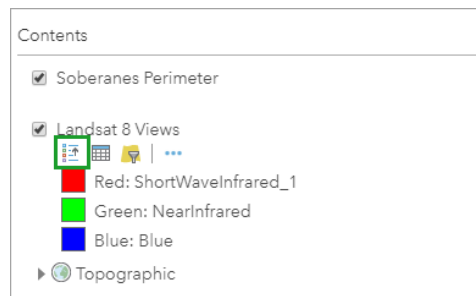 Contents
Soberanes Perimeter
Landsat 8 Views
Red: ShortWaveInfrared_1
Green: NearInfrared
Blue: Blue
Topographic